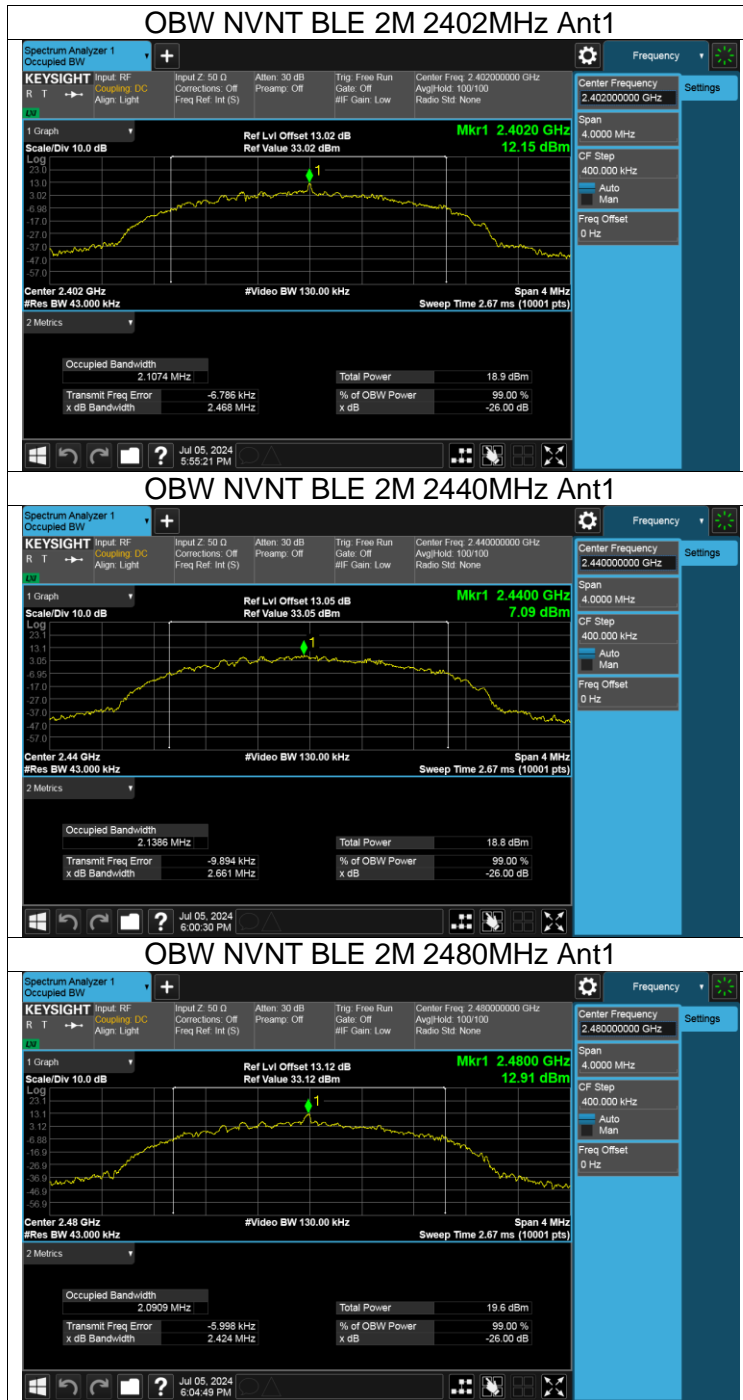 OBW NVNT BLE 2M 2402MHz Ant1
Spectrum Analyzer 1
Occupied BW
+
Frequency
KEYSIGHT
R T
LXI
Input: RF
Coupling: DC
Align: Light
Input Z: 50 Ω
Corrections: Off
Freq Ref: Int (S)
Atten: 30 dB
Preamp: Off
Trig: Free Run
Gate: Off
#IF Gain: Low
Center Freq: 2.402000000 GHz
Avg|Hold: 100/100
Radio Std: None
Center Frequency
2.402000000 GHz
Settings
Span
4.0000 MHz
CF Step
400.000 kHz
Auto
Man
Freq Offset
0 Hz
1 Graph
Scale/Div 10.0 dB
Ref Lvl Offset 13.02 dB
Ref Value 33.02 dBm
Mkr1 2.4020 GHz
12.15 dBm
Log
23.0
13.0
3.02
-6.98
-17.0
-27.0
-37.0
-47.0
-57.0
1
Center 2.402 GHz
#Res BW 43.000 kHz
#Video BW 130.00 kHz
Span 4 MHz
Sweep Time 2.67 ms (10001 pts)
2 Metrics
Occupied Bandwidth
2.1074 MHz
Total Power 18.9 dBm
Transmit Freq Error -6.786 kHz
% of OBW Power 99.00 %
x dB Bandwidth 2.468 MHz
x dB -26.00 dB
?
Jul 05, 2024
5:55:21 PM
OBW NVNT BLE 2M 2440MHz Ant1
Spectrum Analyzer 1
Occupied BW
+
Frequency
KEYSIGHT
R T
LXI
Input: RF
Coupling: DC
Align: Light
Input Z: 50 Ω
Corrections: Off
Freq Ref: Int (S)
Atten: 30 dB
Preamp: Off
Trig: Free Run
Gate: Off
#IF Gain: Low
Center Freq: 2.440000000 GHz
Avg|Hold: 100/100
Radio Std: None
Center Frequency
2.440000000 GHz
Settings
Span
4.0000 MHz
CF Step
400.000 kHz
Auto
Man
Freq Offset
0 Hz
1 Graph
Scale/Div 10.0 dB
Ref Lvl Offset 13.05 dB
Ref Value 33.05 dBm
Mkr1 2.4400 GHz
7.09 dBm
Log
23.1
13.1
3.05
-6.95
-17.0
-27.0
-37.0
-47.0
-57.0
1
Center 2.44 GHz
#Res BW 43.000 kHz
#Video BW 130.00 kHz
Span 4 MHz
Sweep Time 2.67 ms (10001 pts)
2 Metrics
Occupied Bandwidth
2.1386 MHz
Total Power 18.8 dBm
Transmit Freq Error -9.894 kHz
% of OBW Power 99.00 %
x dB Bandwidth 2.661 MHz
x dB -26.00 dB
?
Jul 05, 2024
6:00:30 PM
OBW NVNT BLE 2M 2480MHz Ant1
Spectrum Analyzer 1
Occupied BW
+
Frequency
KEYSIGHT
R T
LXI
Input: RF
Coupling: DC
Align: Light
Input Z: 50 Ω
Corrections: Off
Freq Ref: Int (S)
Atten: 30 dB
Preamp: Off
Trig: Free Run
Gate: Off
#IF Gain: Low
Center Freq: 2.480000000 GHz
Avg|Hold: 100/100
Radio Std: None
Center Frequency
2.480000000 GHz
Settings
Span
4.0000 MHz
CF Step
400.000 kHz
Auto
Man
Freq Offset
0 Hz
1 Graph
Scale/Div 10.0 dB
Ref Lvl Offset 13.12 dB
Ref Value 33.12 dBm
Mkr1 2.4800 GHz
12.91 dBm
Log
23.1
13.1
3.12
-6.88
-16.9
-26.9
-36.9
-46.9
-56.9
1
Center 2.48 GHz
#Res BW 43.000 kHz
#Video BW 130.00 kHz
Span 4 MHz
Sweep Time 2.67 ms (10001 pts)
2 Metrics
Occupied Bandwidth
2.0909 MHz
Total Power 19.6 dBm
Transmit Freq Error -5.998 kHz
% of OBW Power 99.00 %
x dB Bandwidth 2.424 MHz
x dB -26.00 dB
?
Jul 05, 2024
6:04:49 PM